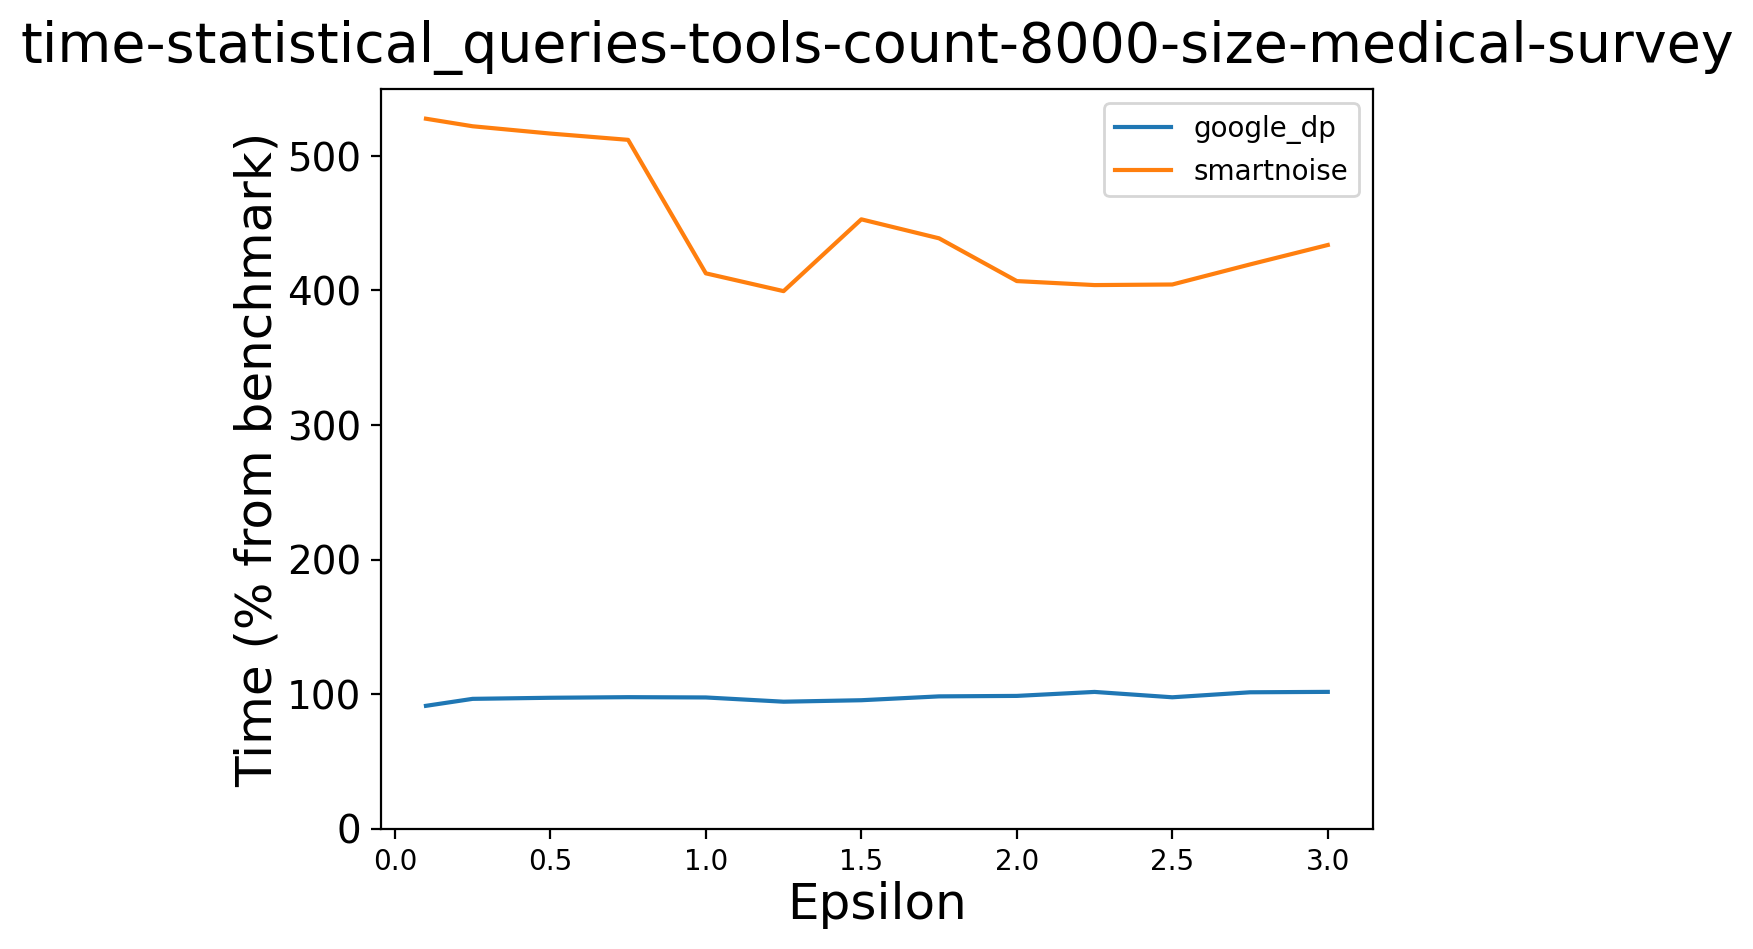 time-statistical_queries-tools-count-8000-size-medical-survey
Time (% from benchmark)
500
400
300
200
100
0
google_dp
smartnoise
0.0 0.5 1.0 1.5 2.0 2.5 3.0
Epsilon